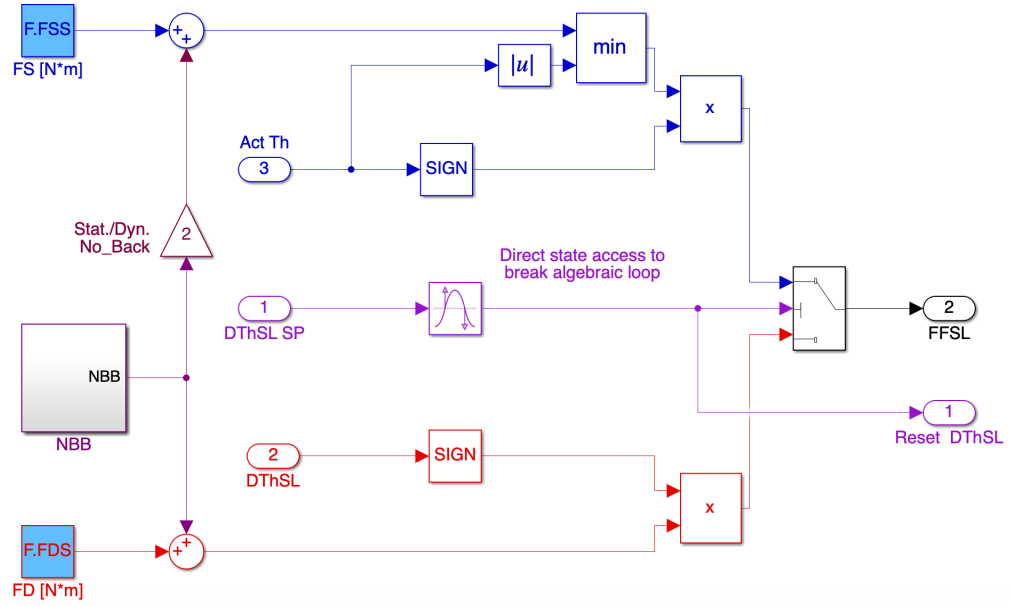 F.FSS
FS [N*m]
++
min
|u|
x
Act Th
3
SIGN
Stat./Dyn.
No_Back
2
Direct state access to
break algebraic loop
1
DThSL SP
2
FFSL
NBB
NBB
1
Reset DThSL
2
DThSL
SIGN
x
F.FDS
FD [N*m]
++